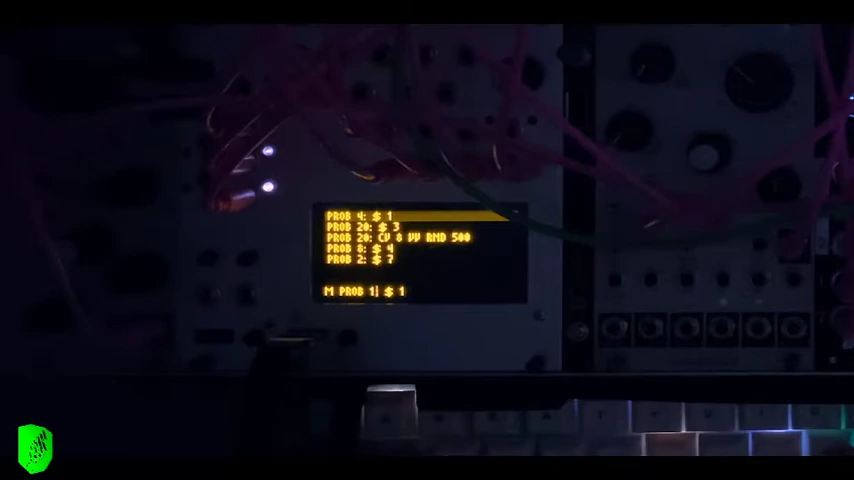 PROB 4: $ 1
PROB 20: $ 3
PROB 20: CV 8 VV RND 500
PROB 8: $ 4
PROB 2: $ 7
M PROB 1| $ 1